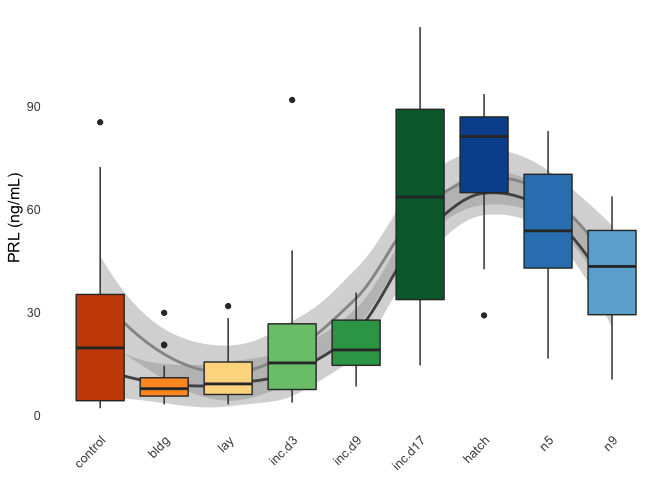 PRL (ng/mL)
90
60
30
0
control
bldg
lay
inc.d3
inc.d9
inc.d17
hatch
n5
n9